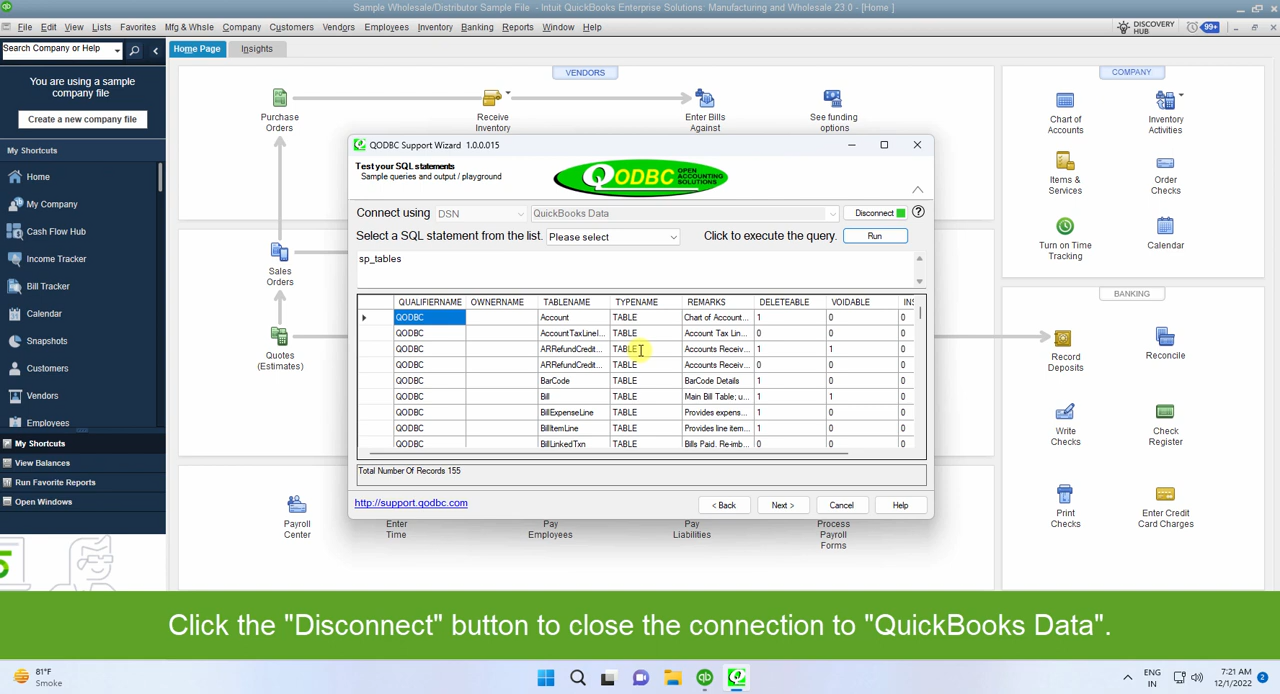 Sample Wholesale/Distributor Sample File - Intuit QuickBooks Enterprise Solutions: Manufacturing and Wholesale 23.0 - [Home ]
File Edit View Lists Favorites Mfg & Whsle Company Customers Vendors Employees Inventory Banking Reports Window Help
DISCOVERY
HUB
99+
Search Company or Help
Home Page Insights
You are using a sample
company file
Create a new company file
My Shortcuts
Home
My Company
Cash Flow Hub
Income Tracker
Bill Tracker
Calendar
Snapshots
Customers
Vendors
Employees
My Shortcuts
View Balances
Run Favorite Reports
Open Windows
5
VENDORS
Purchase
Orders
Receive
Inventory
Enter Bills
Against
See funding
options
Sales
Orders
Quotes
(Estimates)
Payroll
Center
Enter
Time
Pay
Employees
Pay
Liabilities
Process
Payroll
Forms
COMPANY
Chart of
Accounts
Inventory
Activities
Items &
Services
Order
Checks
Turn on Time
Tracking
Calendar
BANKING
Record
Deposits
Reconcile
Write
Checks
Check
Register
Print
Checks
Enter Credit
Card Charges
QODBC Support Wizard 1.0.0.015
Test your SQL statements
Sample queries and output / playground
QODBC OPEN
ACCOUNTING
SOLUTIONS
Connect using DSN QuickBooks Data Disconnect ?
Select a SQL statement from the list. Please select Click to execute the query. Run
sp_tables
QUALIFIERNAME OWNERNAME TABLENAME TYPENAME REMARKS DELETEABLE VOIDABLE INS
QODBC Account TABLE Chart of Account... 1 0 0
QODBC AccountTaxLineI... TABLE Account Tax Lin... 0 0 0
QODBC ARRefundCredit... TABLE Accounts Receiv... 1 1 0
QODBC ARRefundCredit... TABLE Accounts Receiv... 0 0 0
QODBC BarCode TABLE BarCode Details 1 0 0
QODBC Bill TABLE Main Bill Table; u... 1 1 0
QODBC BillExpenseLine TABLE Provides expens... 1 0 0
QODBC BillItemLine TABLE Provides line item... 1 0 0
QODBC BillLinkedTxn TABLE Bills Paid. Re-imb... 0 0 0
Total Number Of Records 155
http://support.qodbc.com
< Back Next > Cancel Help
Click the "Disconnect" button to close the connection to "QuickBooks Data".
81°F
Smoke
ENG
IN
7:21 AM
12/1/2022
2